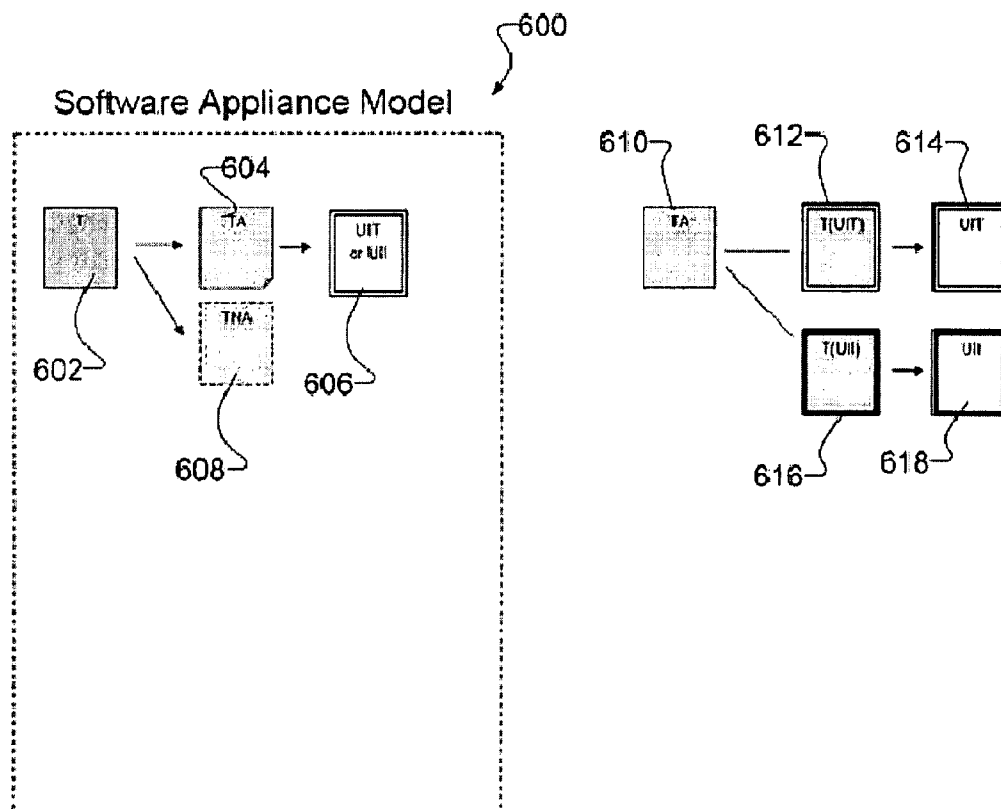 600
Software Appliance Model
604
610
612
614
T
TA
UIT
or UII
TA
T(UIT)
UIT
TNA
T(UII)
UII
602
606
608
616
618